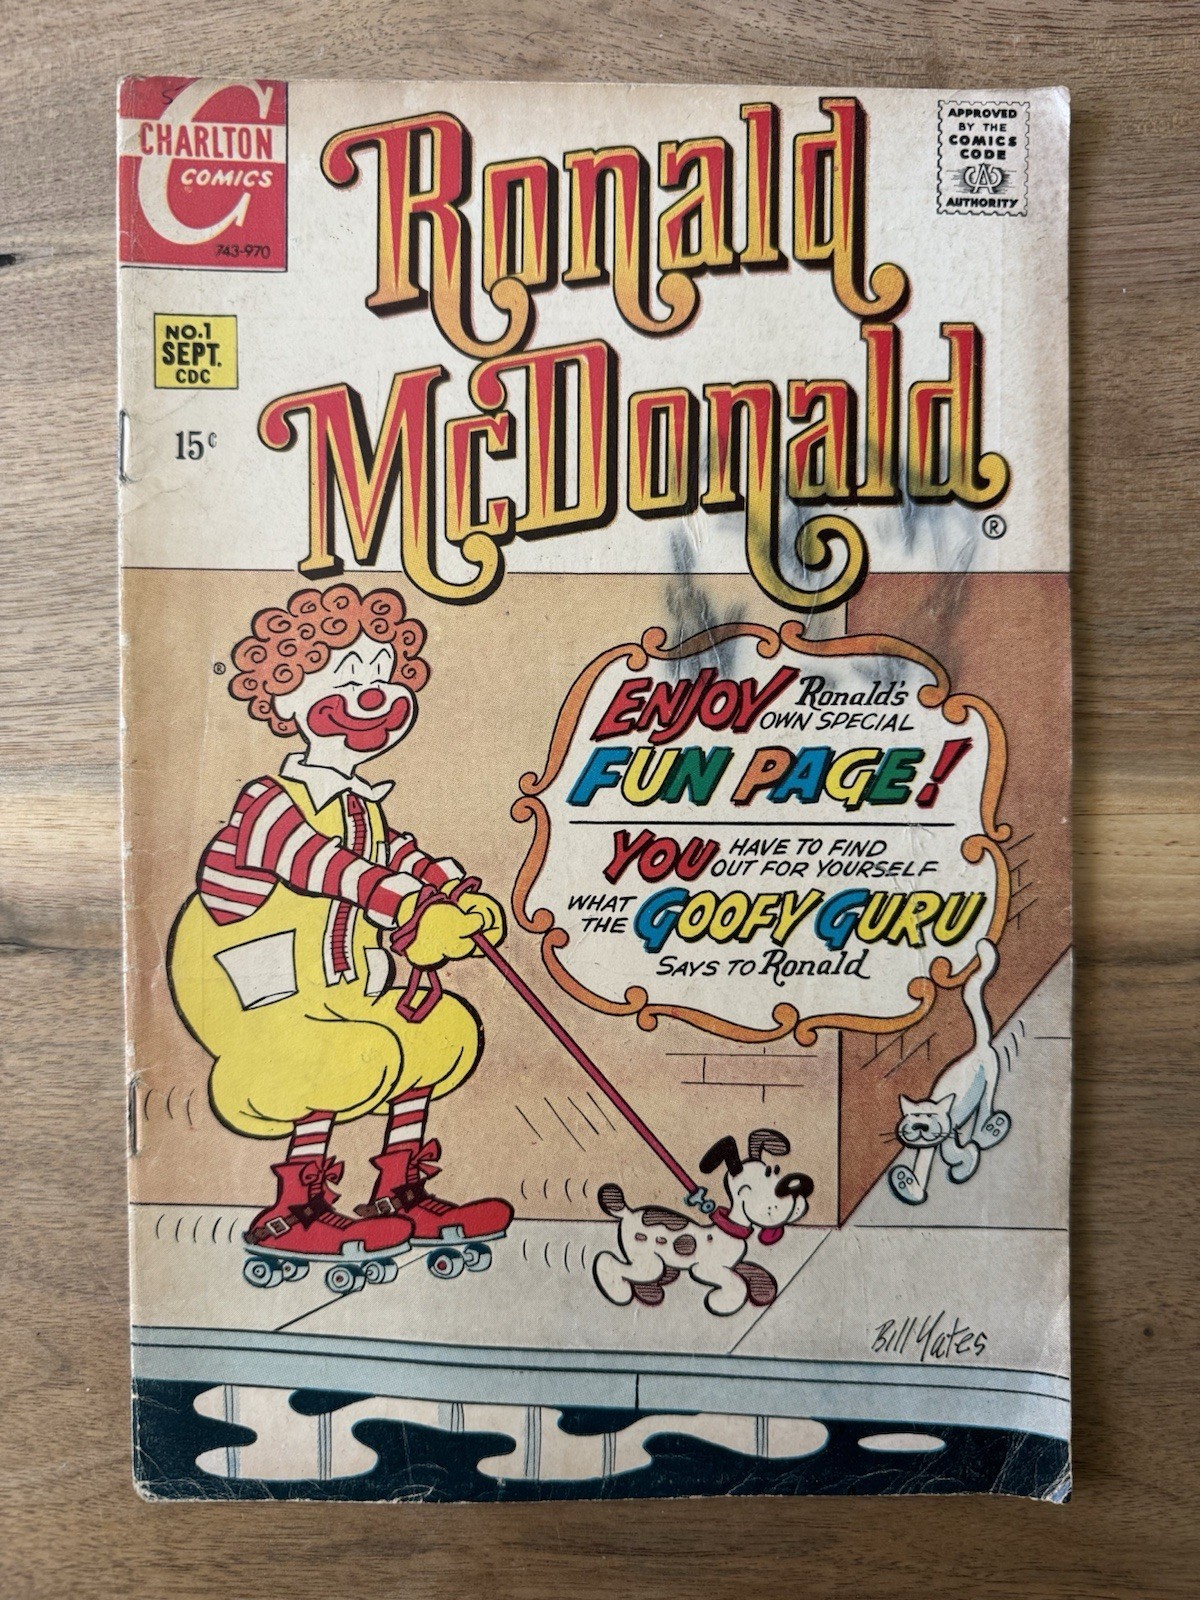 CHARLTON
COMICS
743-970
Ronald
McDonald
®
APPROVED
BY THE
COMICS
CODE
CA
AUTHORITY
NO.1
SEPT.
CDC
15¢
®
ENJOY Ronald's
OWN SPECIAL
FUN PAGE!
YOU HAVE TO FIND
OUT FOR YOURSELF
WHAT
THE GOOFY GURU
SAYS TO Ronald
Bill Yates